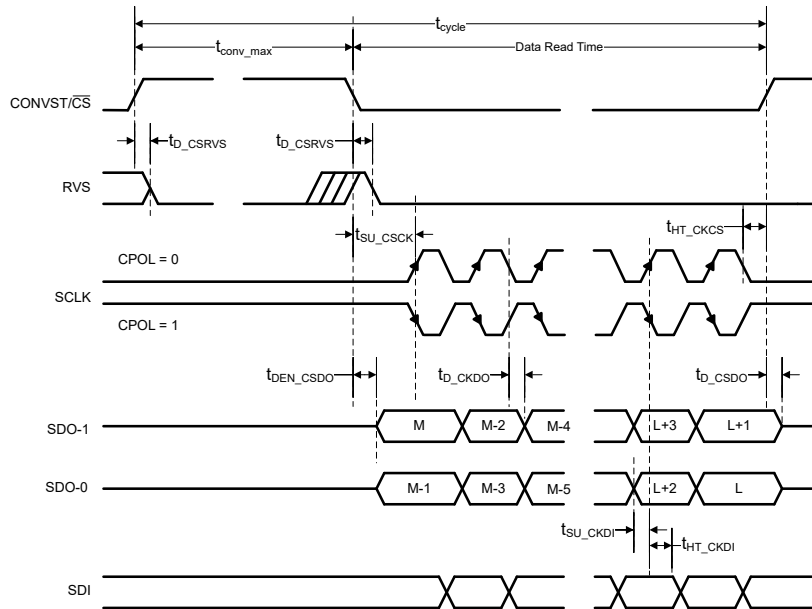 tcycle
tconv_max
Data Read Time
CONVST/CS
tD_CSRVS
tD_CSRVS
RVS
tSU_CSCK
tHT_CKCS
CPOL = 0
SCLK
CPOL = 1
tDEN_CSDO
tD_CKDO
tD_CSDO
SDO-1
M
M-2
M-4
L+3
L+1
SDO-0
M-1
M-3
M-5
L+2
L
tSU_CKDI
tHT_CKDI
SDI